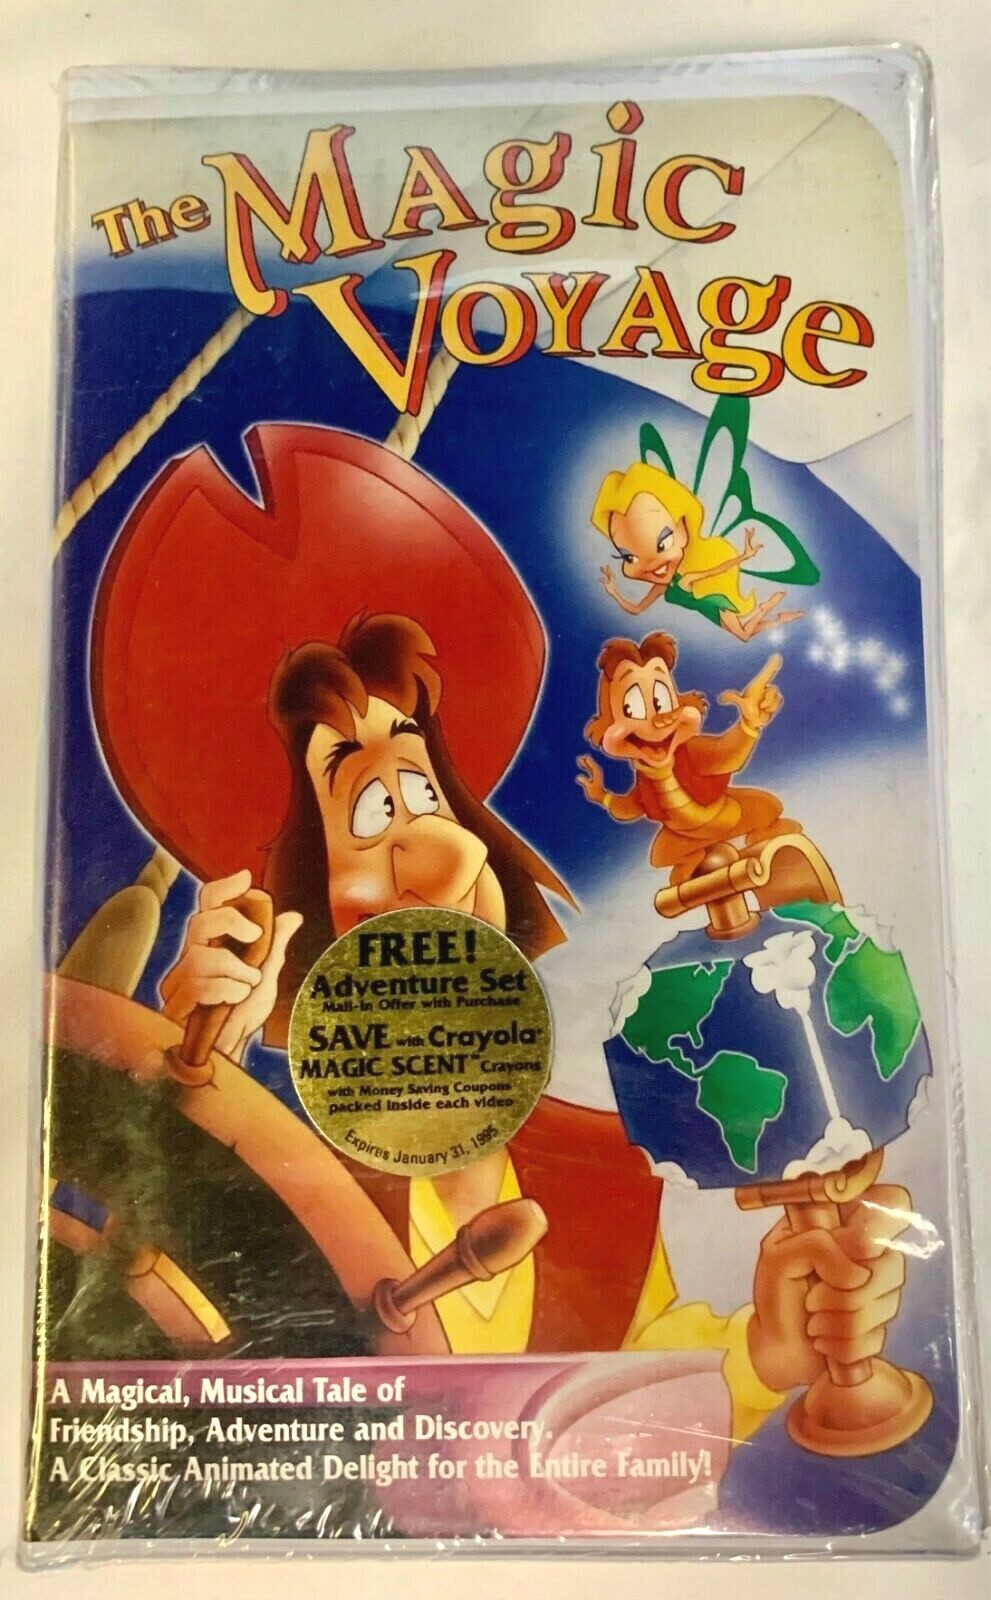 The Magic
Voyage
FREE!
Adventure Set
Mail-in Offer with Purchase
SAVE with Crayola®
MAGIC SCENT™ Crayons
with Money Saving Coupons
packed inside each video
Expires January 31, 1995
A Magical, Musical Tale of
Friendship, Adventure and Discovery.
A Classic Animated Delight for the Entire Family!